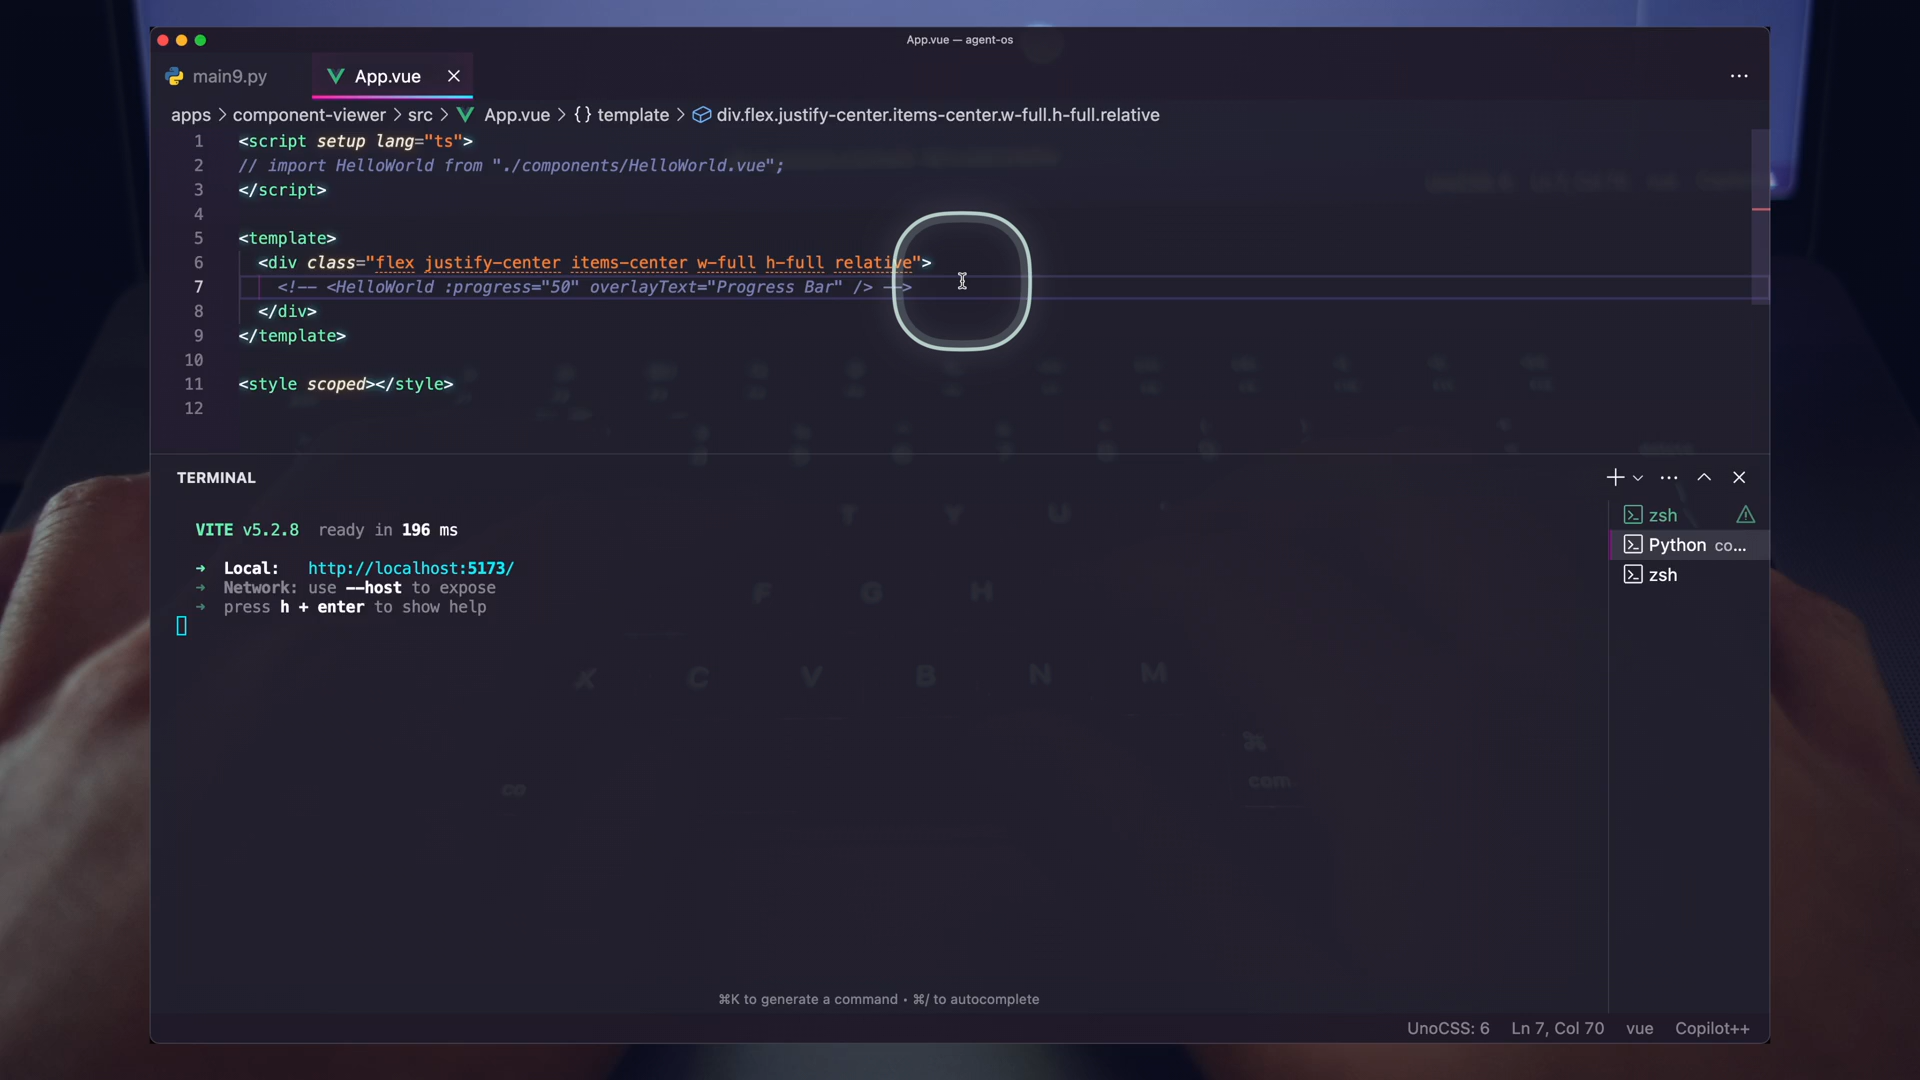 App.vue — agent-os
main9.py
App.vue
apps > component-viewer > src > App.vue > {} template > div.flex.justify-center.items-center.w-full.h-full.relative
1 <script setup lang="ts">
2 // import HelloWorld from "./components/HelloWorld.vue";
3 </script>
4
5 <template>
6 <div class="flex justify-center items-center w-full h-full relative">
7 <!-- <HelloWorld :progress="50" overlayText="Progress Bar" /> -->
8 </div>
9 </template>
10
11 <style scoped></style>
12
TERMINAL
VITE v5.2.8 ready in 196 ms
➜ Local: http://localhost:5173/
➜ Network: use --host to expose
➜ press h + enter to show help
zsh
Python co...
zsh
T Y U
F G H
X C V B N M
⌘
co
com
⌘K to generate a command • ⌘/ to autocomplete
UnoCSS: 6 Ln 7, Col 70 vue Copilot++